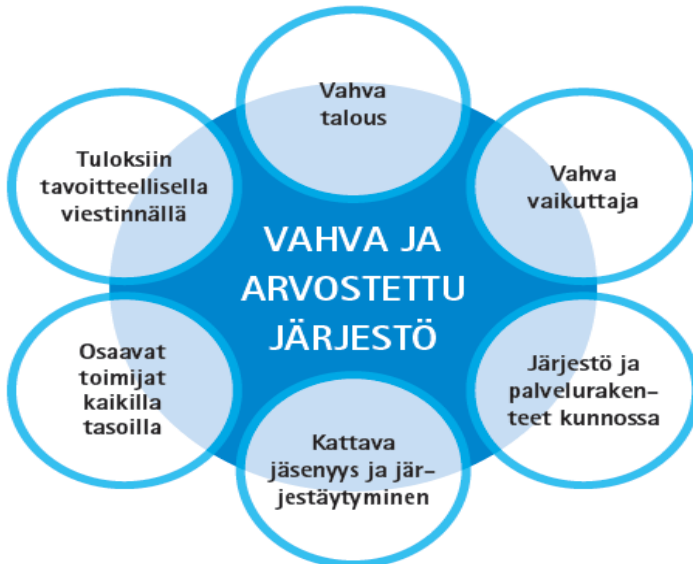 Vahva
talous
Tuloksiin
tavoitteellisella
viestinnällä
Vahva
vaikuttaja
VAHVA JA
ARVOSTETTU
JÄRJESTÖ
Osaavat
toimijat
kaikilla
tasoilla
Järjestö ja
palveluraken-
teet kunnossa
Kattava
jäsenyys ja jär-
jestäytyminen